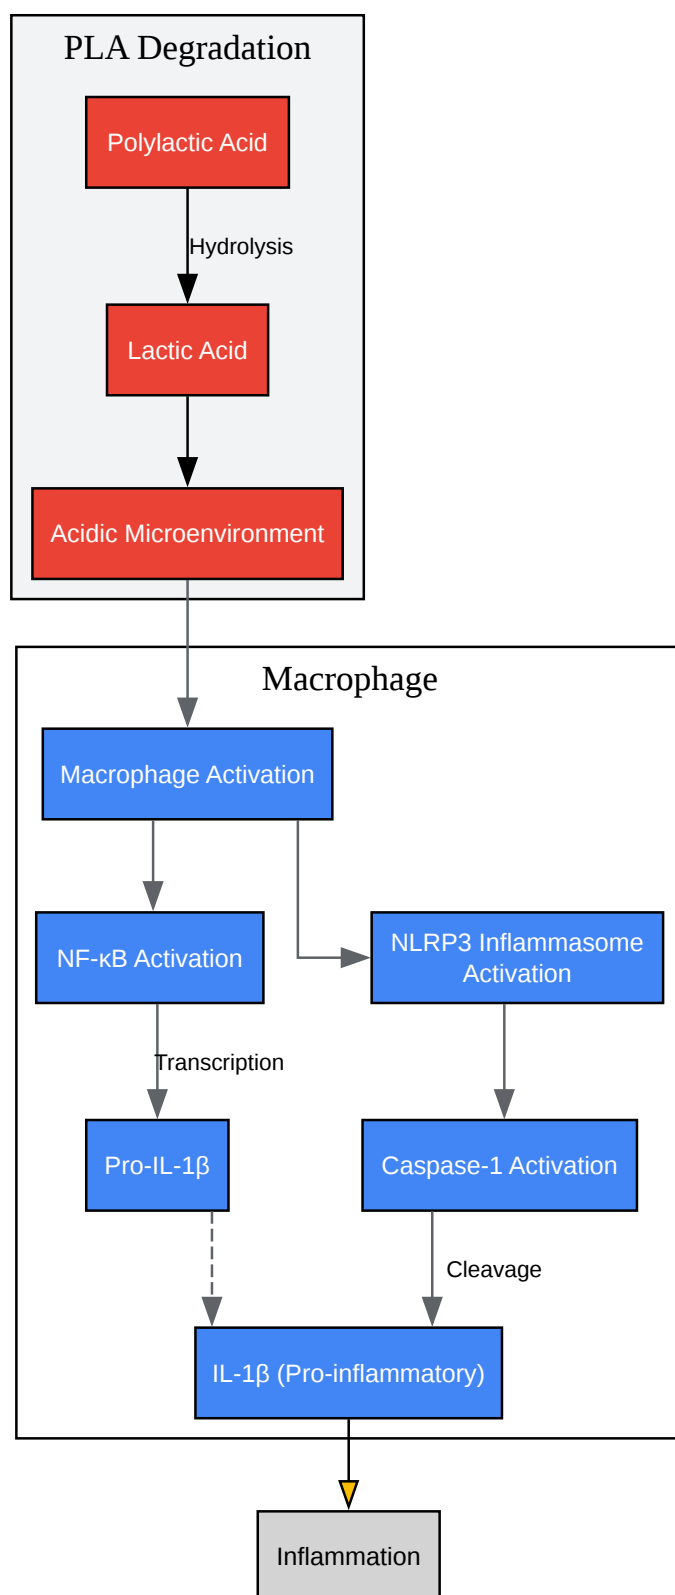 PLA Degradation
Polylactic Acid
Hydrolysis
Lactic Acid
Acidic Microenvironment
Macrophage
Macrophage Activation
NF-κB Activation
NLRP3 Inflammasome
Activation
Transcription
Pro-IL-1β
Caspase-1 Activation
Cleavage
IL-1β (Pro-inflammatory)
Inflammation